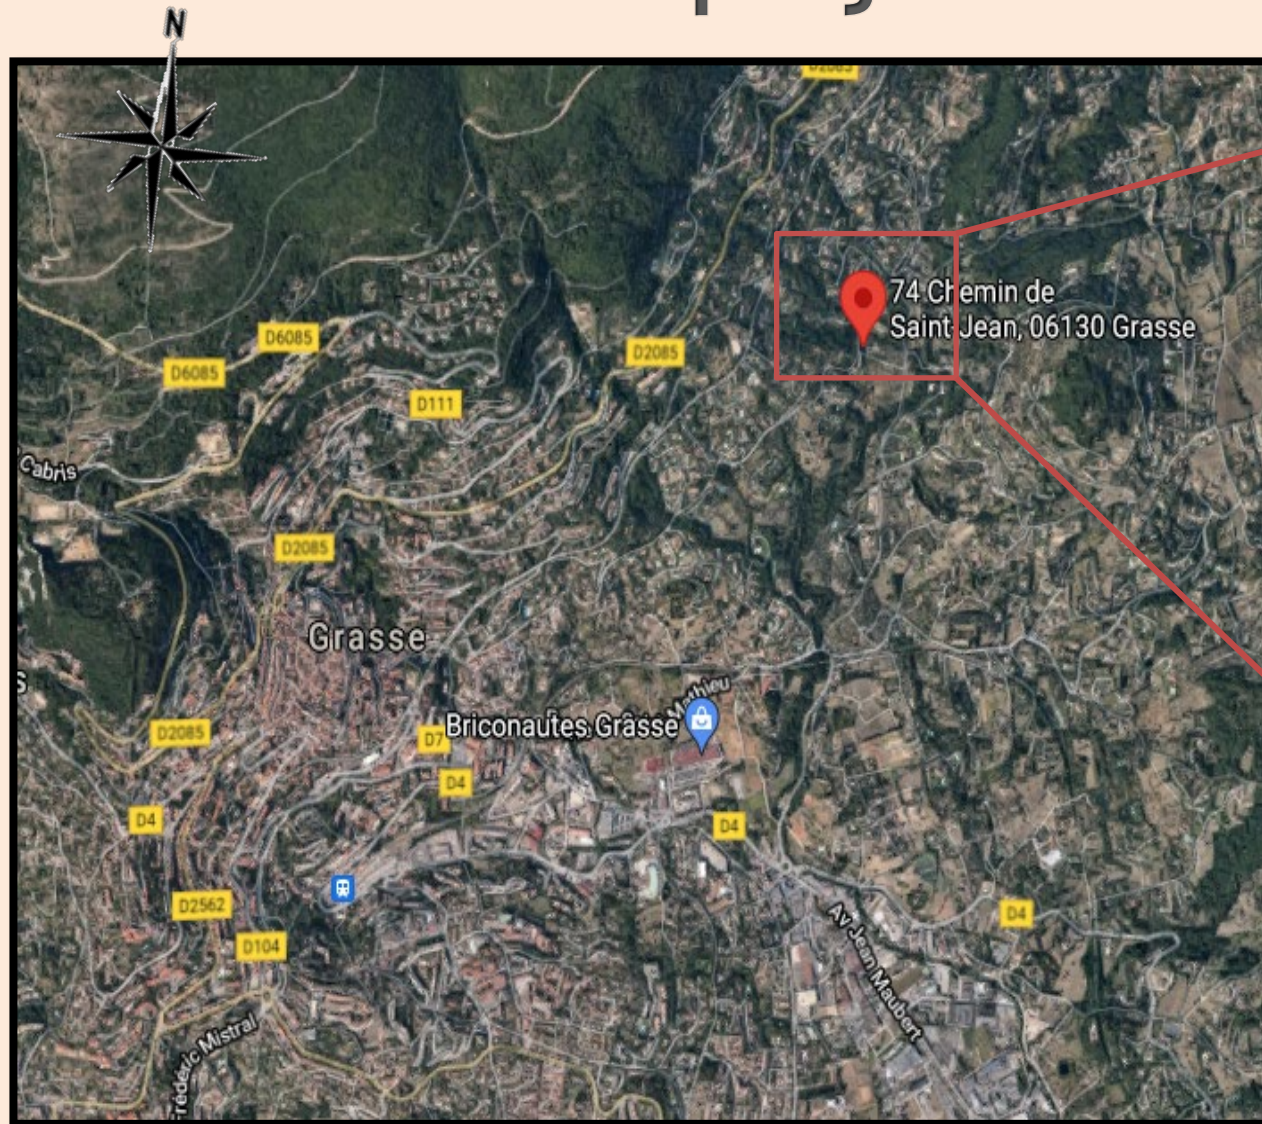 N
D2085
74 Chemin de
Saint Jean, 06130 Grasse
D6085
D2085
D6085
D111
Cabris
D2085
Grasse
Mathieu
Briconautes Grasse
D2085
D7
D4
D4
D4
D2562
D4
Av Jean Maubert
D104
Frédéric Mistral